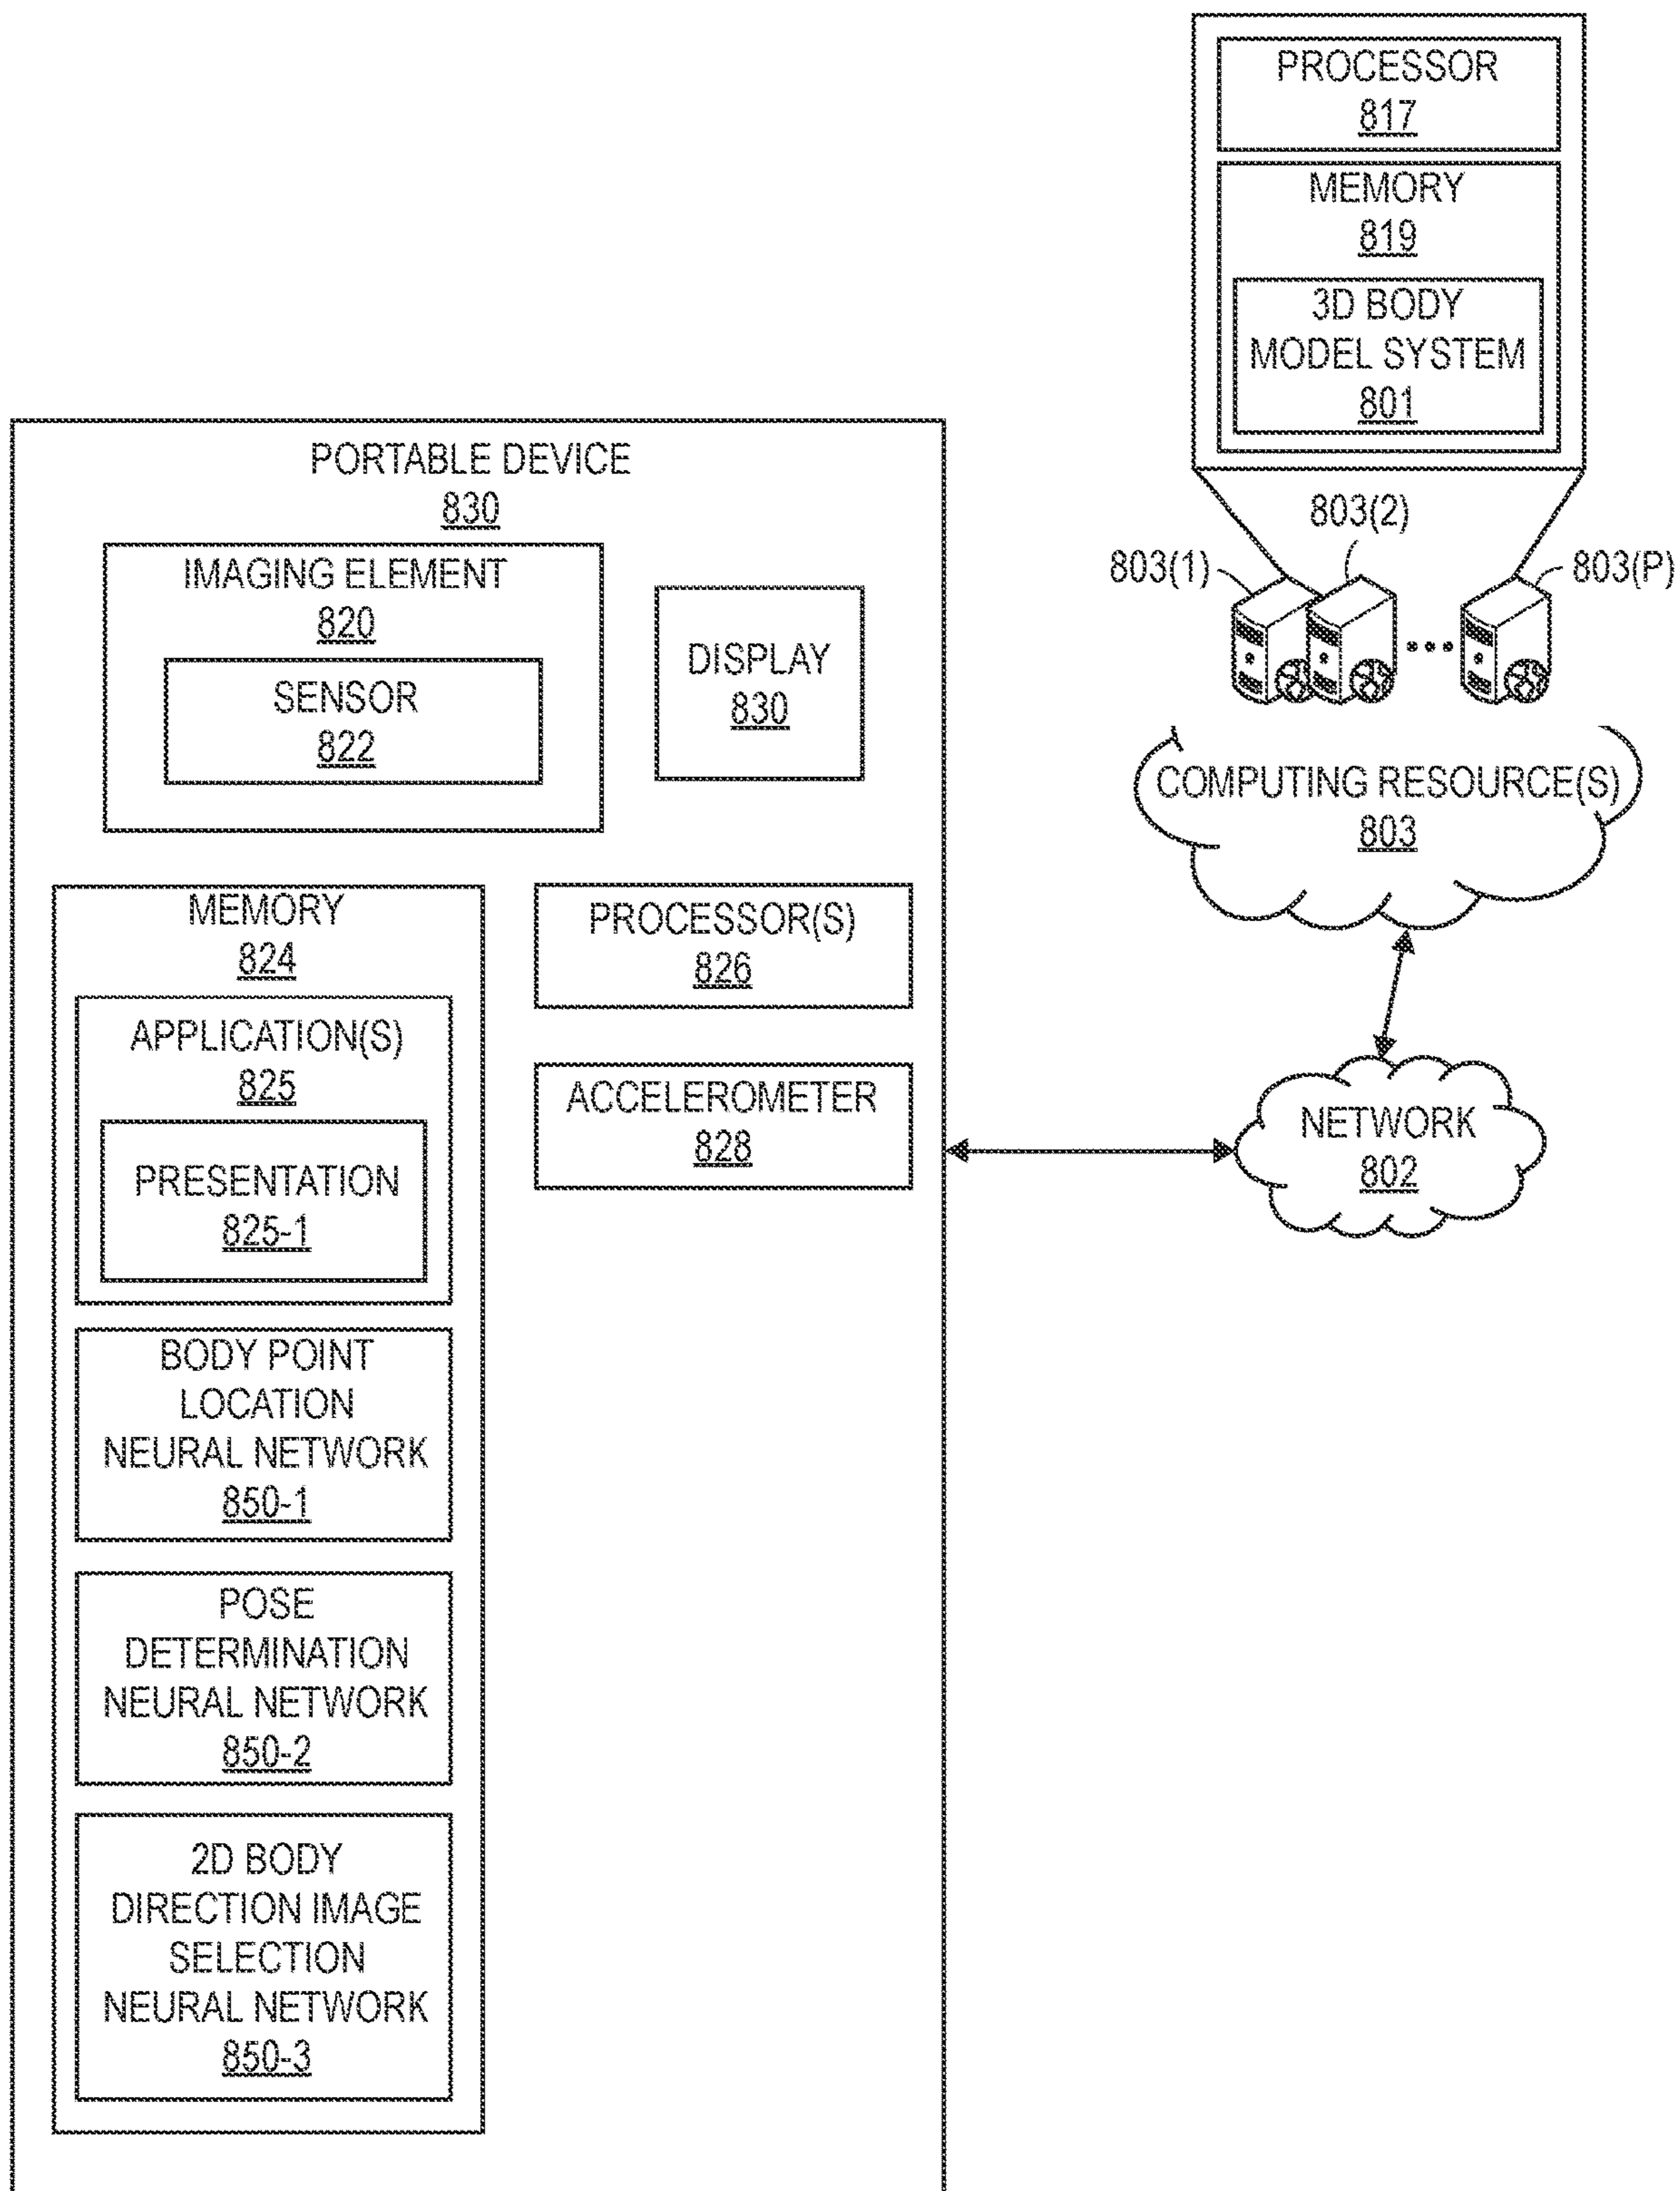 PROCESSOR
817
MEMORY
819
3D BODY
MODEL SYSTEM
801
803(1)
803(2)
803(P)
COMPUTING RESOURCE(S)
803
NETWORK
802
PORTABLE DEVICE
830
IMAGING ELEMENT
820
SENSOR
822
DISPLAY
830
MEMORY
824
APPLICATION(S)
825
PRESENTATION
825-1
BODY POINT
LOCATION
NEURAL NETWORK
850-1
POSE
DETERMINATION
NEURAL NETWORK
850-2
2D BODY
DIRECTION IMAGE
SELECTION
NEURAL NETWORK
850-3
PROCESSOR(S)
826
ACCELEROMETER
828